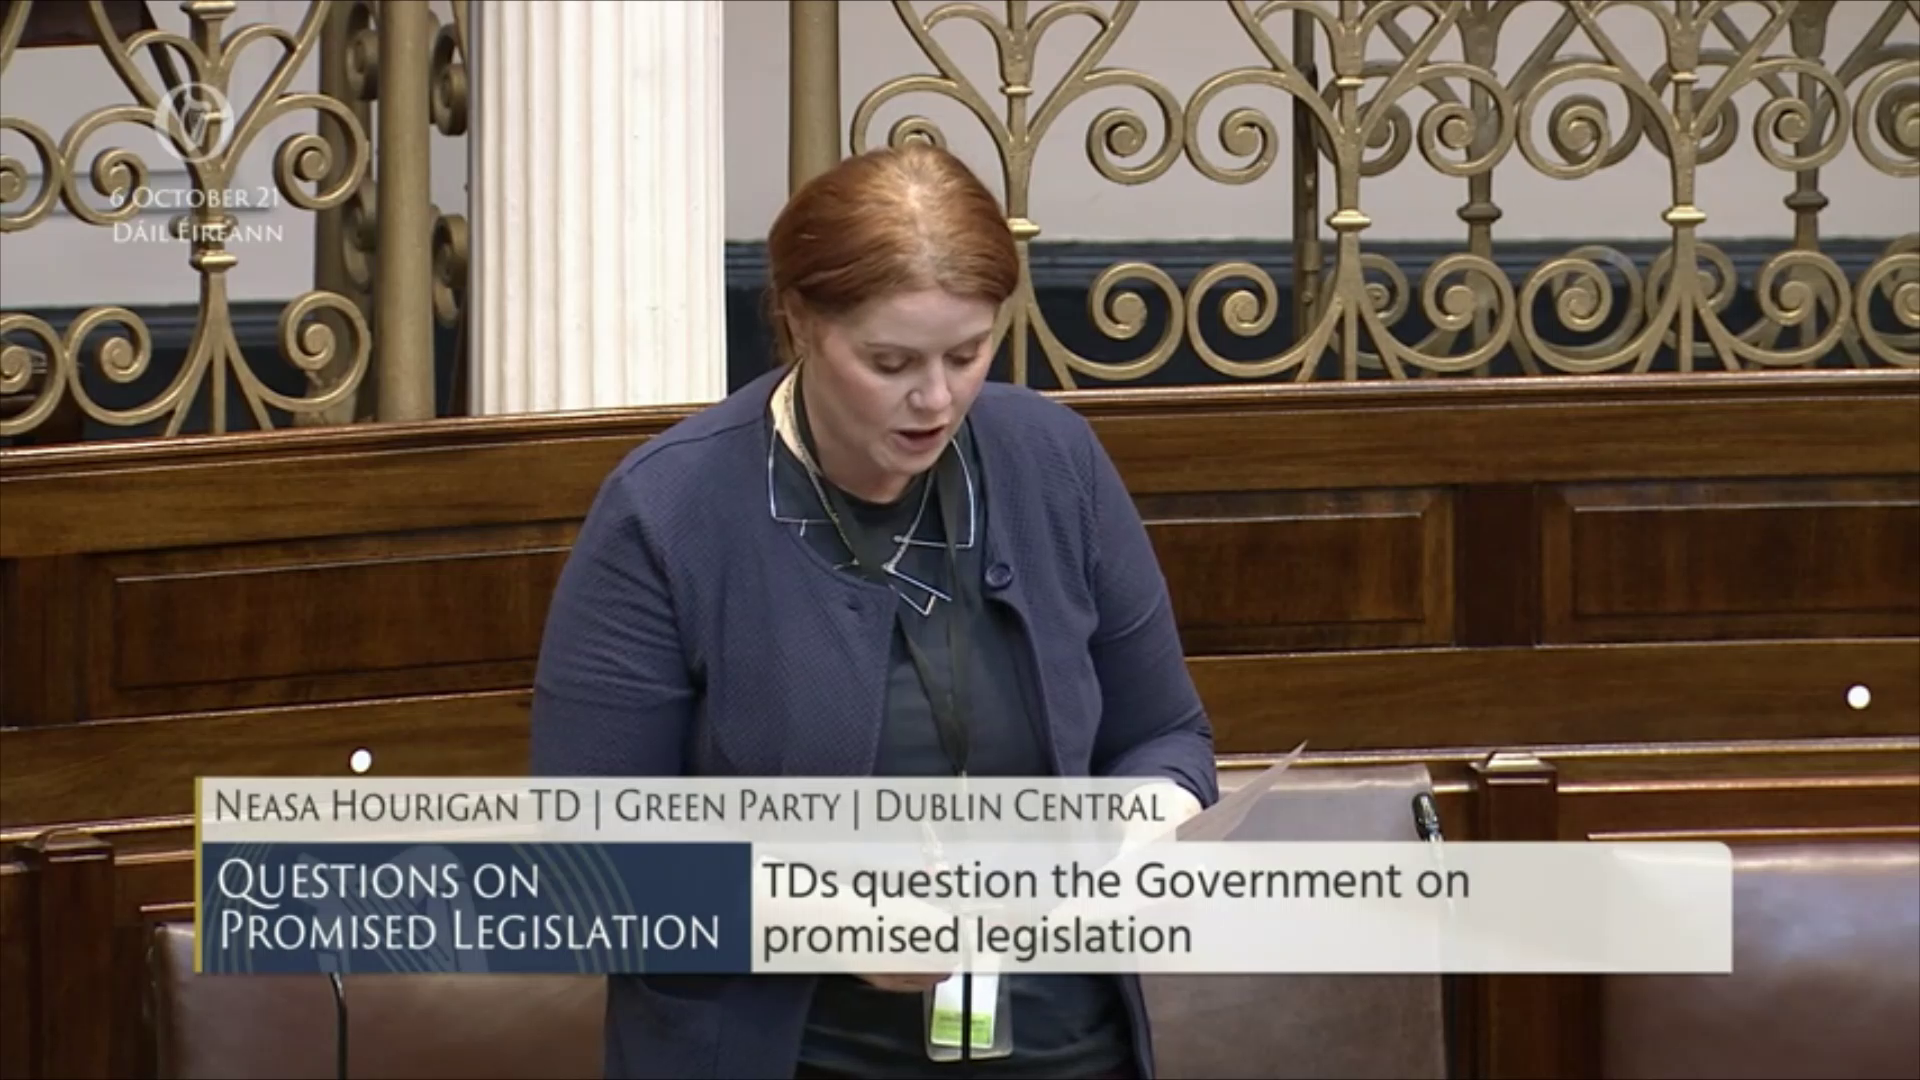 6 October 21
Dáil Éireann
Neasa Hourigan TD | Green Party | Dublin Central
Questions on
Promised Legislation
TDs question the Government on
promised legislation